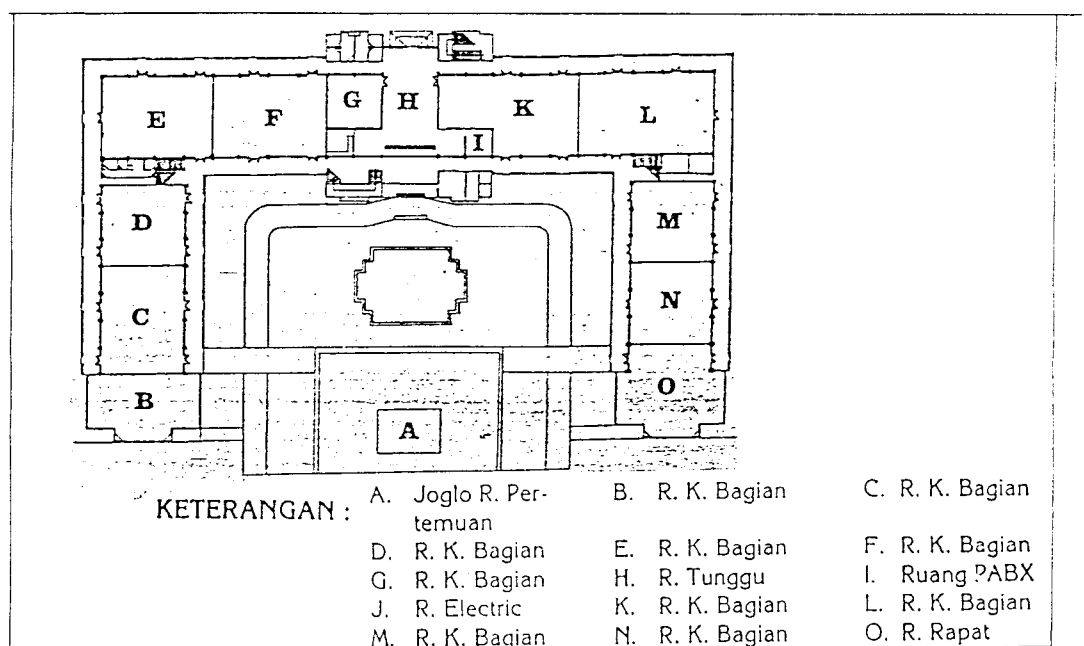 G H
E F K L
I
D M
C N
B O
A
KETERANGAN : A. Joglo R. Per- B. R. K. Bagian C. R. K. Bagian
temuan
D. R. K. Bagian E. R. K. Bagian F. R. K. Bagian
G. R. K. Bagian H. R. Tunggu I. Ruang PABX
J. R. Electric K. R. K. Bagian L. R. K. Bagian
M. R. K. Bagian N. R. K. Bagian O. R. Rapat